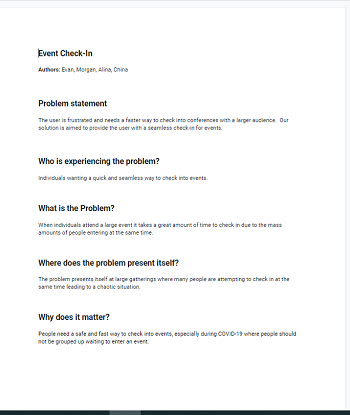 Event Check-In
Authors: Evan, Morgan, Alina, China
Problem statement
The user is frustrated and needs a faster way to check into conferences with a larger audience. Our
solution is aimed to provide the user with a seamless check-in for events.
Who is experiencing the problem?
Individuals wanting a quick and seamless way to check into events.
What is the Problem?
When individuals attend a large event it takes a great amount of time to check in due to the mass
amounts of people entering at the same time.
Where does the problem present itself?
The problem presents itself at large gatherings where many people are attempting to check in at the
same time leading to a chaotic situation.
Why does it matter?
People need a safe and fast way to check into events, especially during COVID-19 where people should
not be grouped up waiting to enter an event.